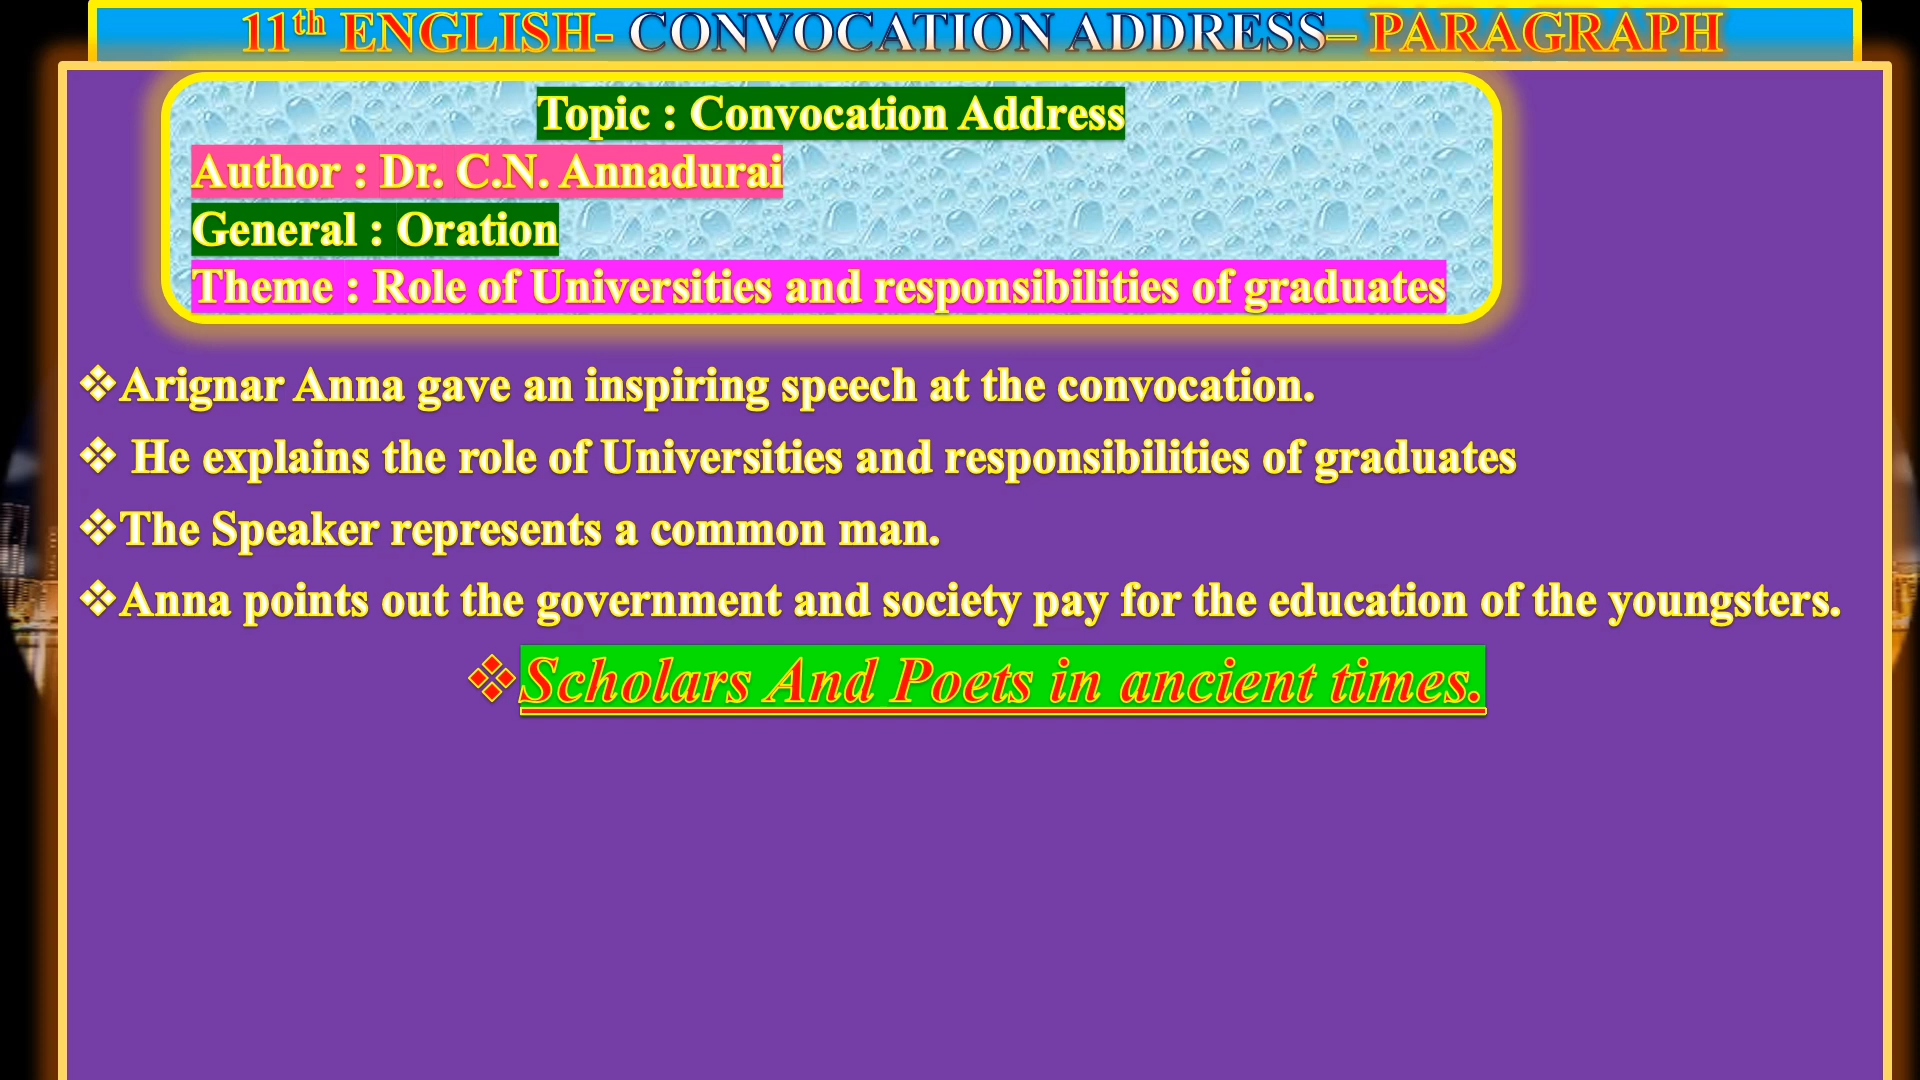 11th ENGLISH- CONVOCATION ADDRESS– PARAGRAPH
Topic : Convocation Address
Author : Dr. C.N. Annadurai
General : Oration
Theme : Role of Universities and responsibilities of graduates
❖Arignar Anna gave an inspiring speech at the convocation.
❖ He explains the role of Universities and responsibilities of graduates
❖The Speaker represents a common man.
❖Anna points out the government and society pay for the education of the youngsters.
❖Scholars And Poets in ancient times.